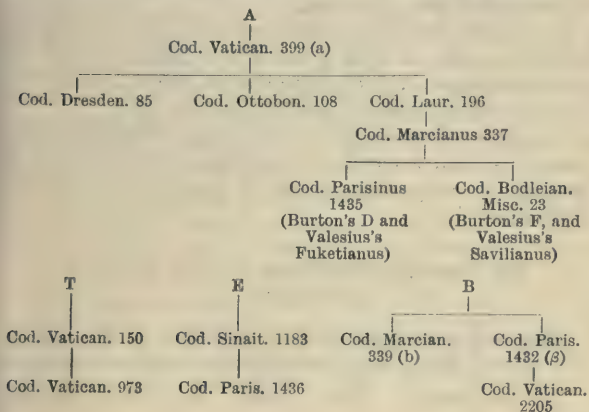 A
Cod. Vatican. 399 (a)
Cod. Dresden. 85 Cod. Ottobon. 108 Cod. Laur. 196
Cod. Marcianus 337
Cod. Parisinus Cod. Bodleian.
1435 Misc. 23
(Burton's D and (Burton's F, and
Valesius's Valesius's
Fuketianus) Savilianus)
T E B
Cod. Vatican. 150 Cod. Sinait. 1183 Cod. Marcian. Cod. Paris.
339 (b) 1432 (β)
Cod. Vatican. 973 Cod. Paris. 1436 Cod. Vatican.
2205